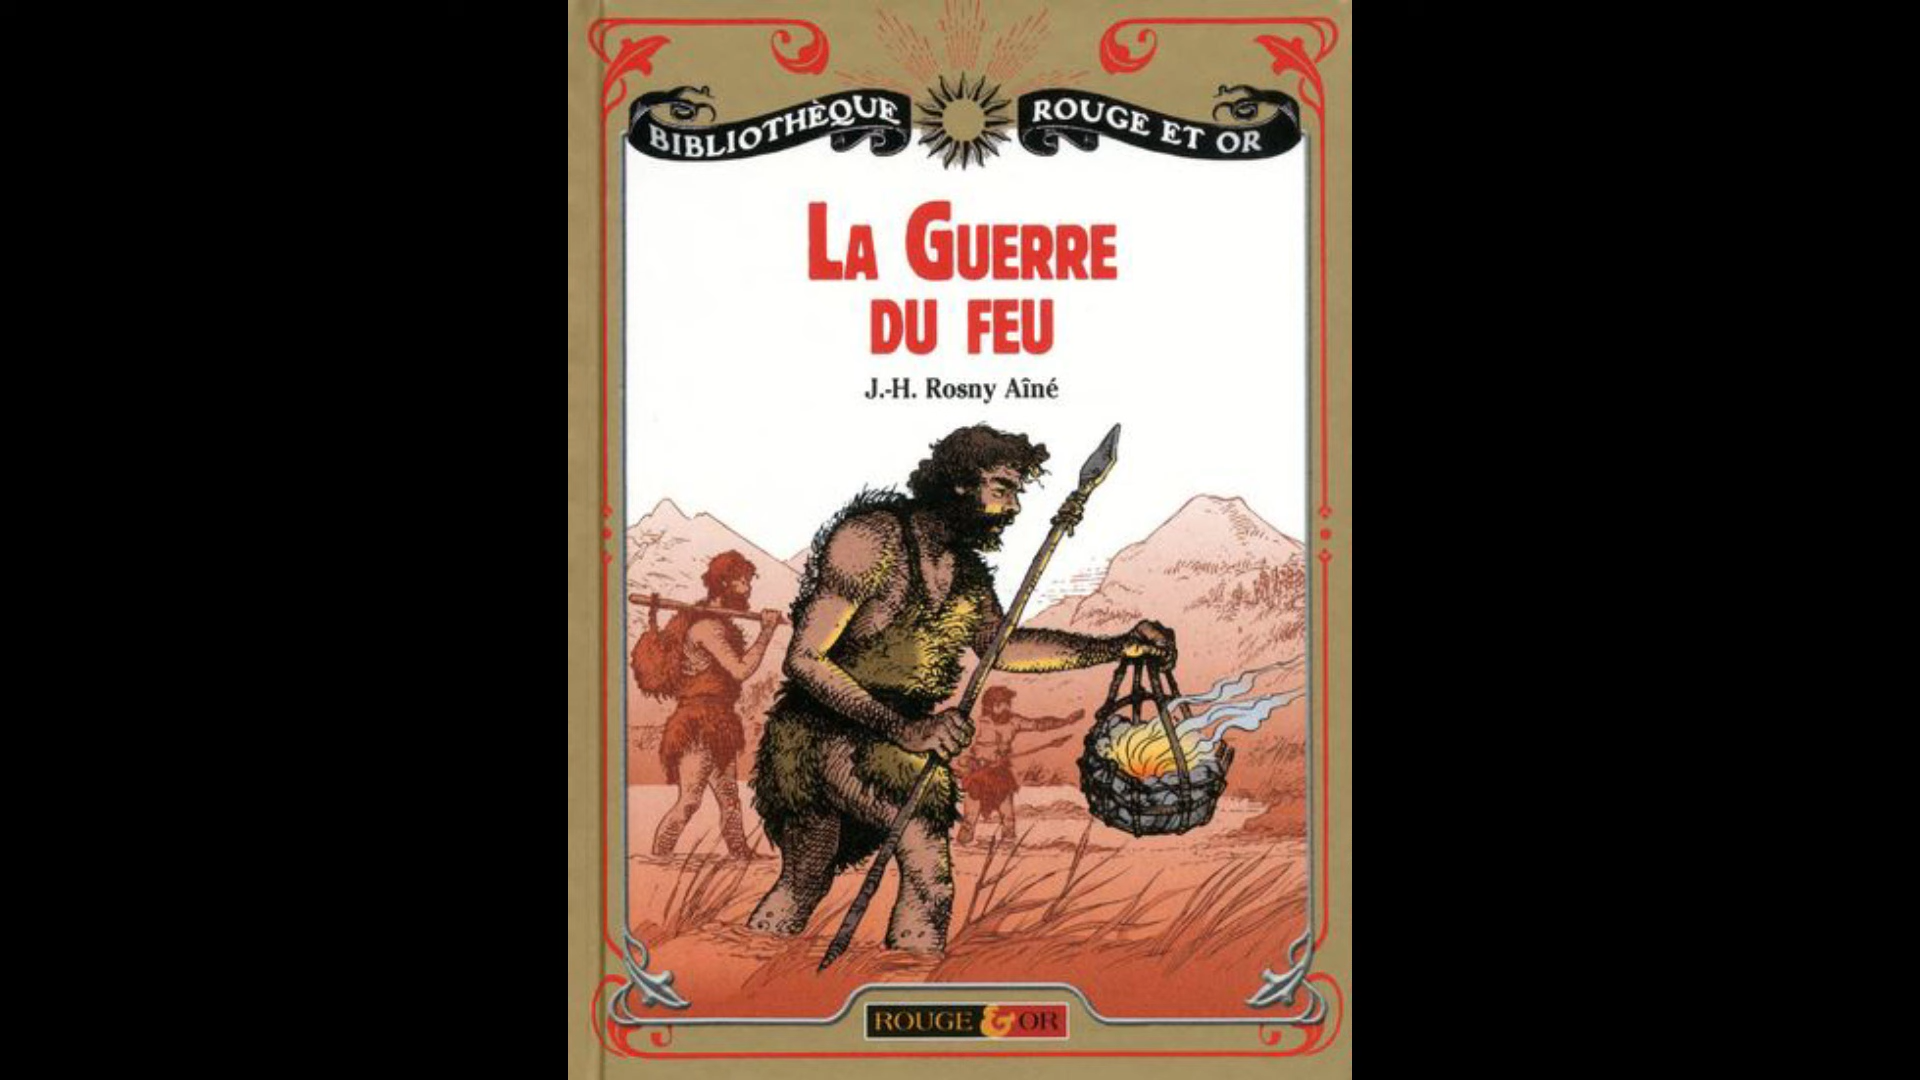 BIBLIOTHÈQUE ROUGE ET OR
LA GUERRE
DU FEU
J.-H. Rosny Aîné
ROUGE & OR